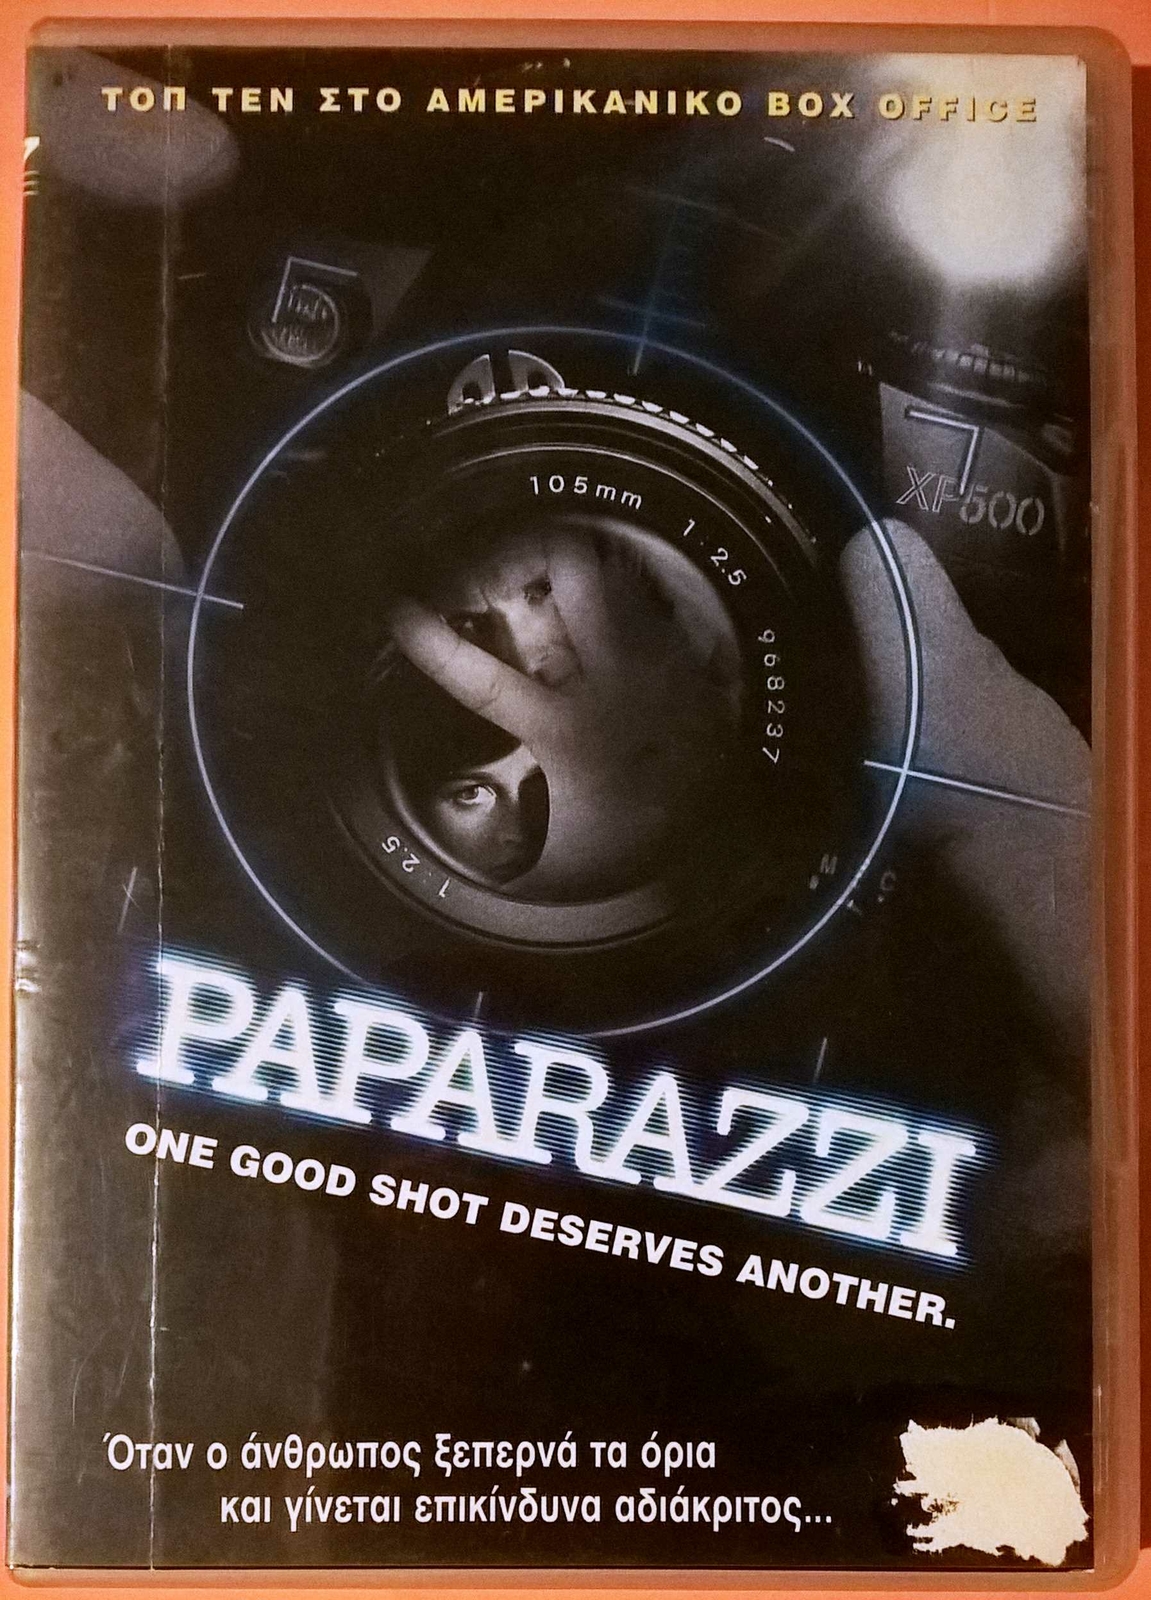 ΤΟΠ ΤΕΝ ΣΤΟ ΑΜΕΡΙΚΑΝΙΚΟ BOX OFFICE
XP500
105mm 1:2.5 968237
1:2.5
PAPARAZZI
ONE GOOD SHOT DESERVES ANOTHER.
Όταν ο άνθρωπος ξεπερνά τα όρια
και γίνεται επικίνδυνα αδιάκριτος...